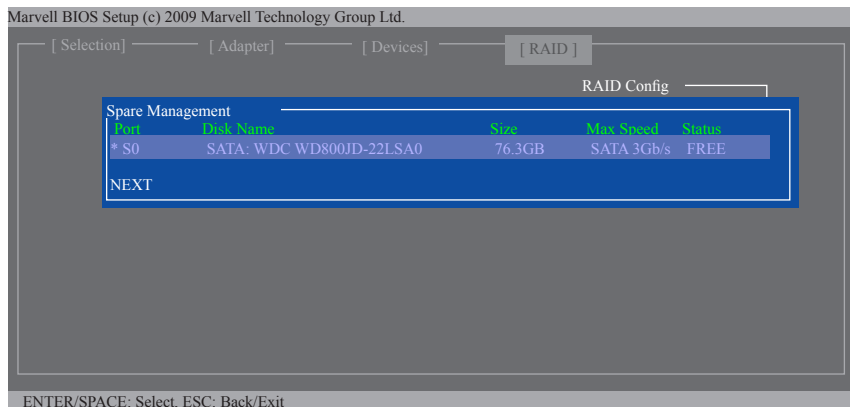 Marvell BIOS Setup (c) 2009 Marvell Technology Group Ltd.
[ Selection] [ Adapter] [ Devices] [ RAID ]
RAID Config
Spare Management
Port Disk Name Size Max Speed Status
* S0 SATA: WDC WD800JD-22LSA0 76.3GB SATA 3Gb/s FREE
NEXT
ENTER/SPACE: Select, ESC: Back/Exit